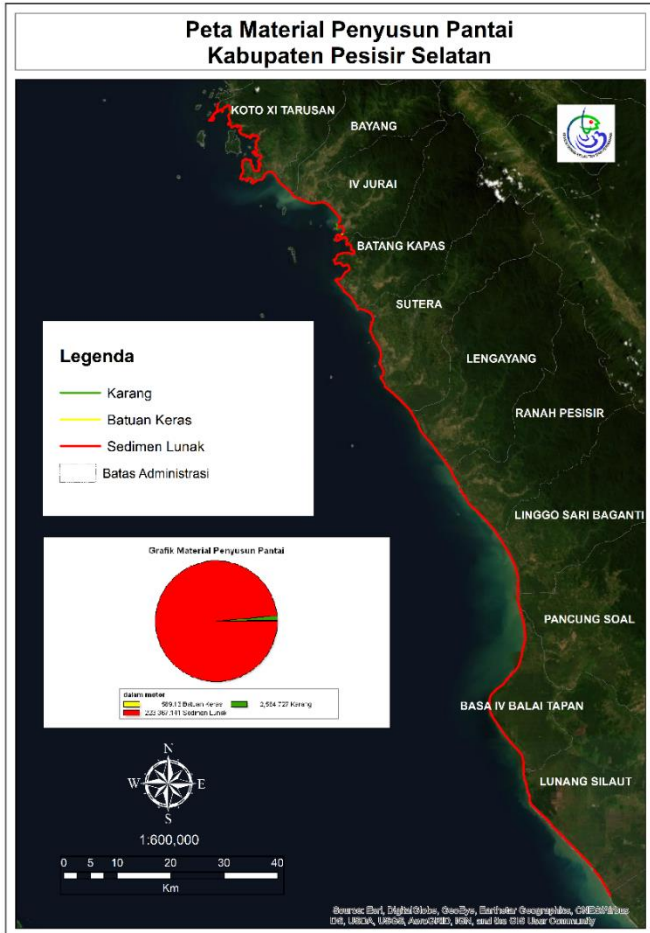 Peta Material Penyusun Pantai
Kabupaten Pesisir Selatan
KOTO XI TARUSAN
BAYANG
IV JURAI
BATANG KAPAS
SUTERA
LENGAYANG
RANAH PESISIR
LINGGO SARI BAGANTI
PANCUNG SOAL
BASA IV BALAI TAPAN
LUNANG SILAUT
Legenda
Karang
Batuan Keras
Sedimen Lunak
Batas Administrasi
Grafik Material Penyusun Pantai
dalam meter
Batuan Keras
Karang
Sedimen Lunak
N
W E
S
1:600,000
0 5 10 20 30 40
Km
Source: Esri, DigitalGlobe, GeoEye, Earthstar Geographics, CNES/Airbus
DS, USDA, USGS, AeroGRID, IGN, and the GIS User Community